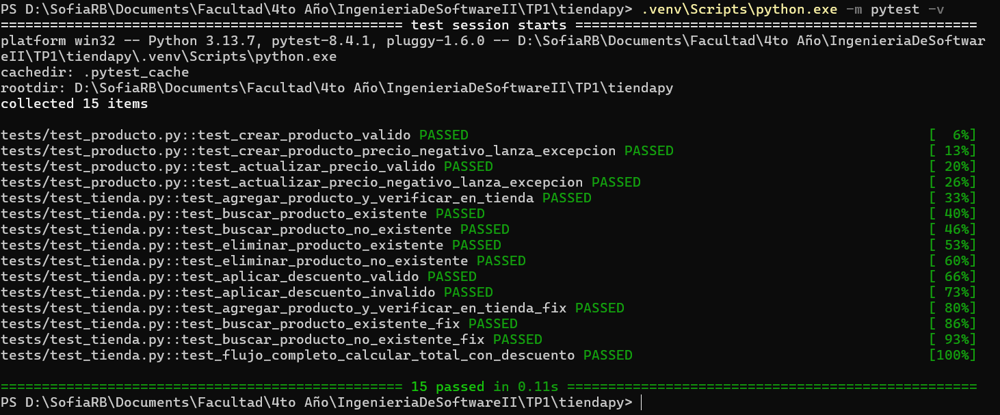 PS D:\SofiaRB\Documents\Facultad\4to Año\IngenieriaDeSoftwareII\TP1\tiendapy> .venv\Scripts\python.exe -m pytest -v
================================================= test session starts ==================================================
platform win32 -- Python 3.13.7, pytest-8.4.1, pluggy-1.6.0 -- D:\SofiaRB\Documents\Facultad\4to Año\IngenieriaDeSoftwar
eII\TP1\tiendapy\.venv\Scripts\python.exe
cachedir: .pytest_cache
rootdir: D:\SofiaRB\Documents\Facultad\4to Año\IngenieriaDeSoftwareII\TP1\tiendapy
collected 15 items
tests/test_producto.py::test_crear_producto_valido PASSED [  6%]
tests/test_producto.py::test_crear_producto_precio_negativo_lanza_excepcion PASSED [ 13%]
tests/test_producto.py::test_actualizar_precio_valido PASSED [ 20%]
tests/test_producto.py::test_actualizar_precio_negativo_lanza_excepcion PASSED [ 26%]
tests/test_tienda.py::test_agregar_producto_y_verificar_en_tienda PASSED [ 33%]
tests/test_tienda.py::test_buscar_producto_existente PASSED [ 40%]
tests/test_tienda.py::test_buscar_producto_no_existente PASSED [ 46%]
tests/test_tienda.py::test_eliminar_producto_existente PASSED [ 53%]
tests/test_tienda.py::test_eliminar_producto_no_existente PASSED [ 60%]
tests/test_tienda.py::test_aplicar_descuento_valido PASSED [ 66%]
tests/test_tienda.py::test_aplicar_descuento_invalido PASSED [ 73%]
tests/test_tienda.py::test_agregar_producto_y_verificar_en_tienda_fix PASSED [ 80%]
tests/test_tienda.py::test_buscar_producto_existente_fix PASSED [ 86%]
tests/test_tienda.py::test_buscar_producto_no_existente_fix PASSED [ 93%]
tests/test_tienda.py::test_flujo_completo_calcular_total_con_descuento PASSED [100%]
================================================= 15 passed in 0.11s ==================================================
PS D:\SofiaRB\Documents\Facultad\4to Año\IngenieriaDeSoftwareII\TP1\tiendapy>